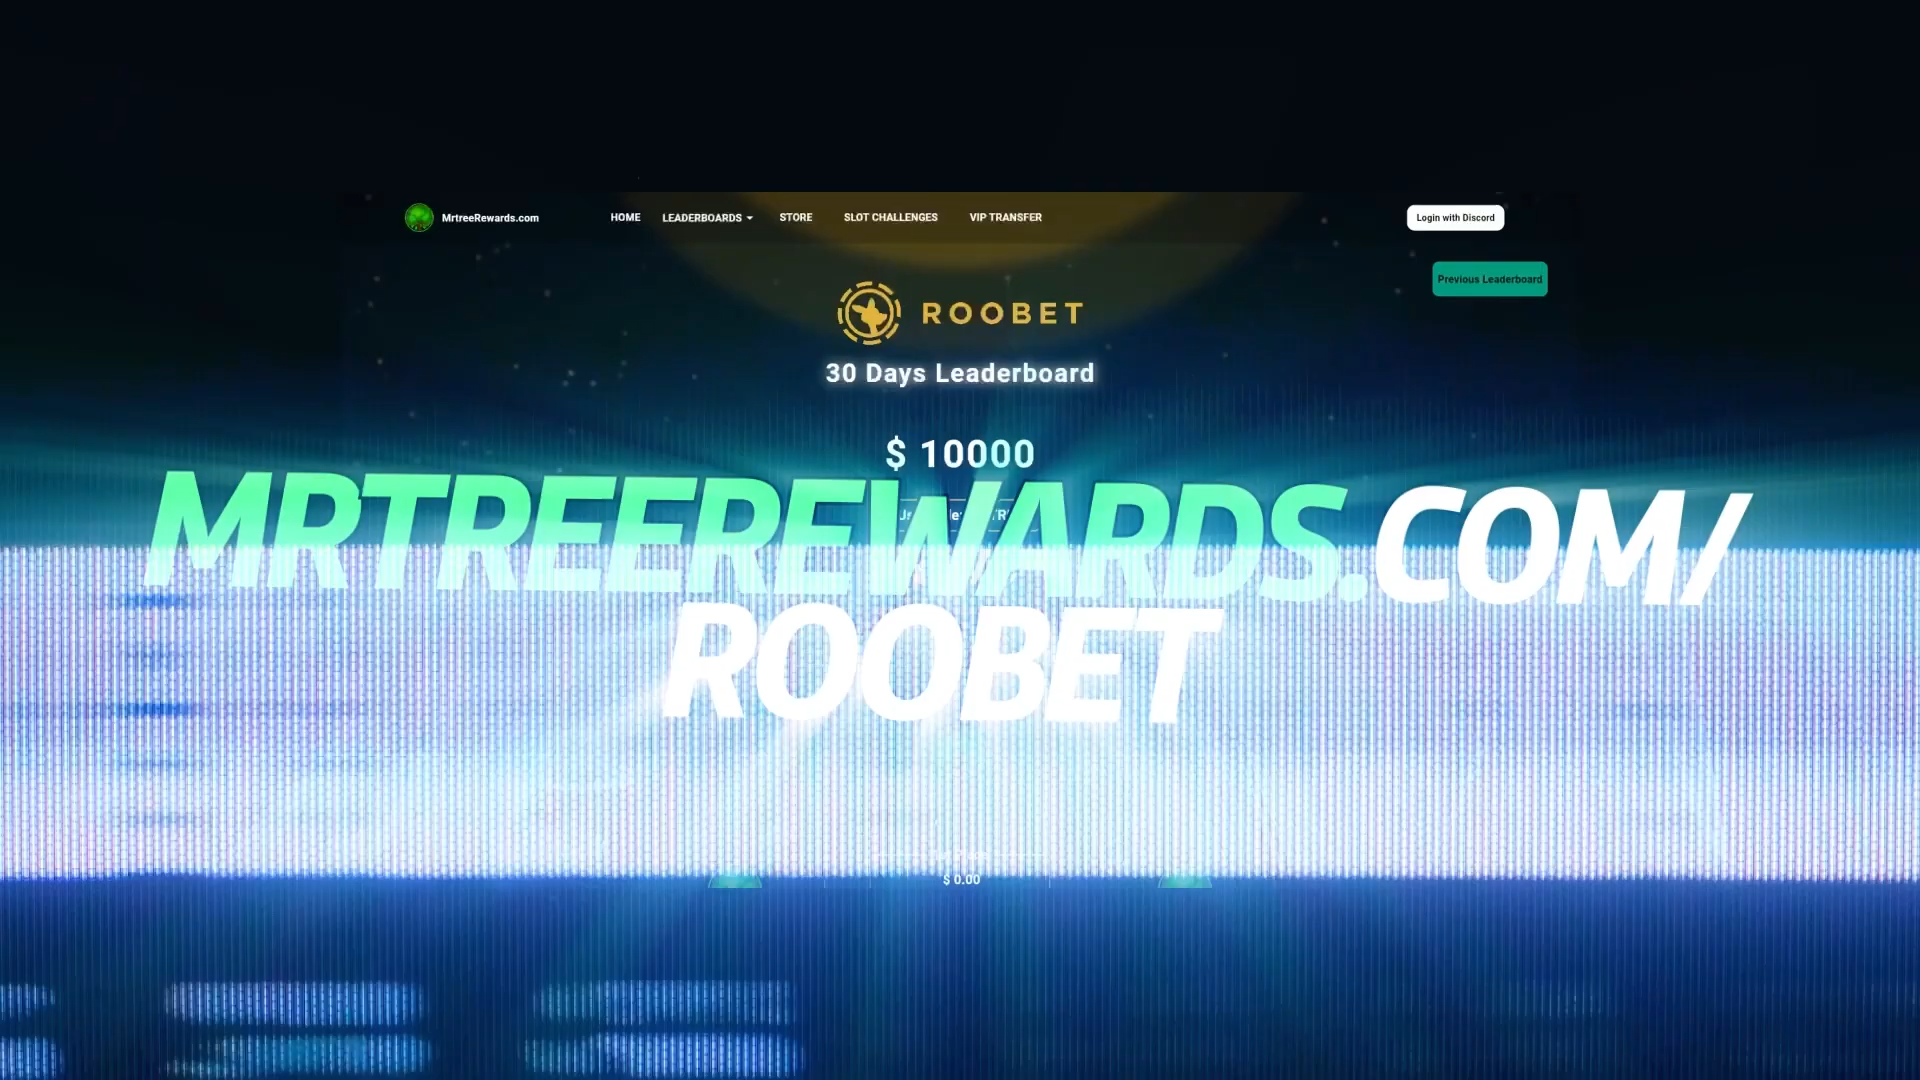 MrtreeRewards.com
HOME
LEADERBOARDS
STORE
SLOT CHALLENGES
VIP TRANSFER
Login with Discord
Previous Leaderboard
ROOBET
30 Days Leaderboard
$ 10000
MRTREEREWARDS.COM/
ROOBET
$ 0.00